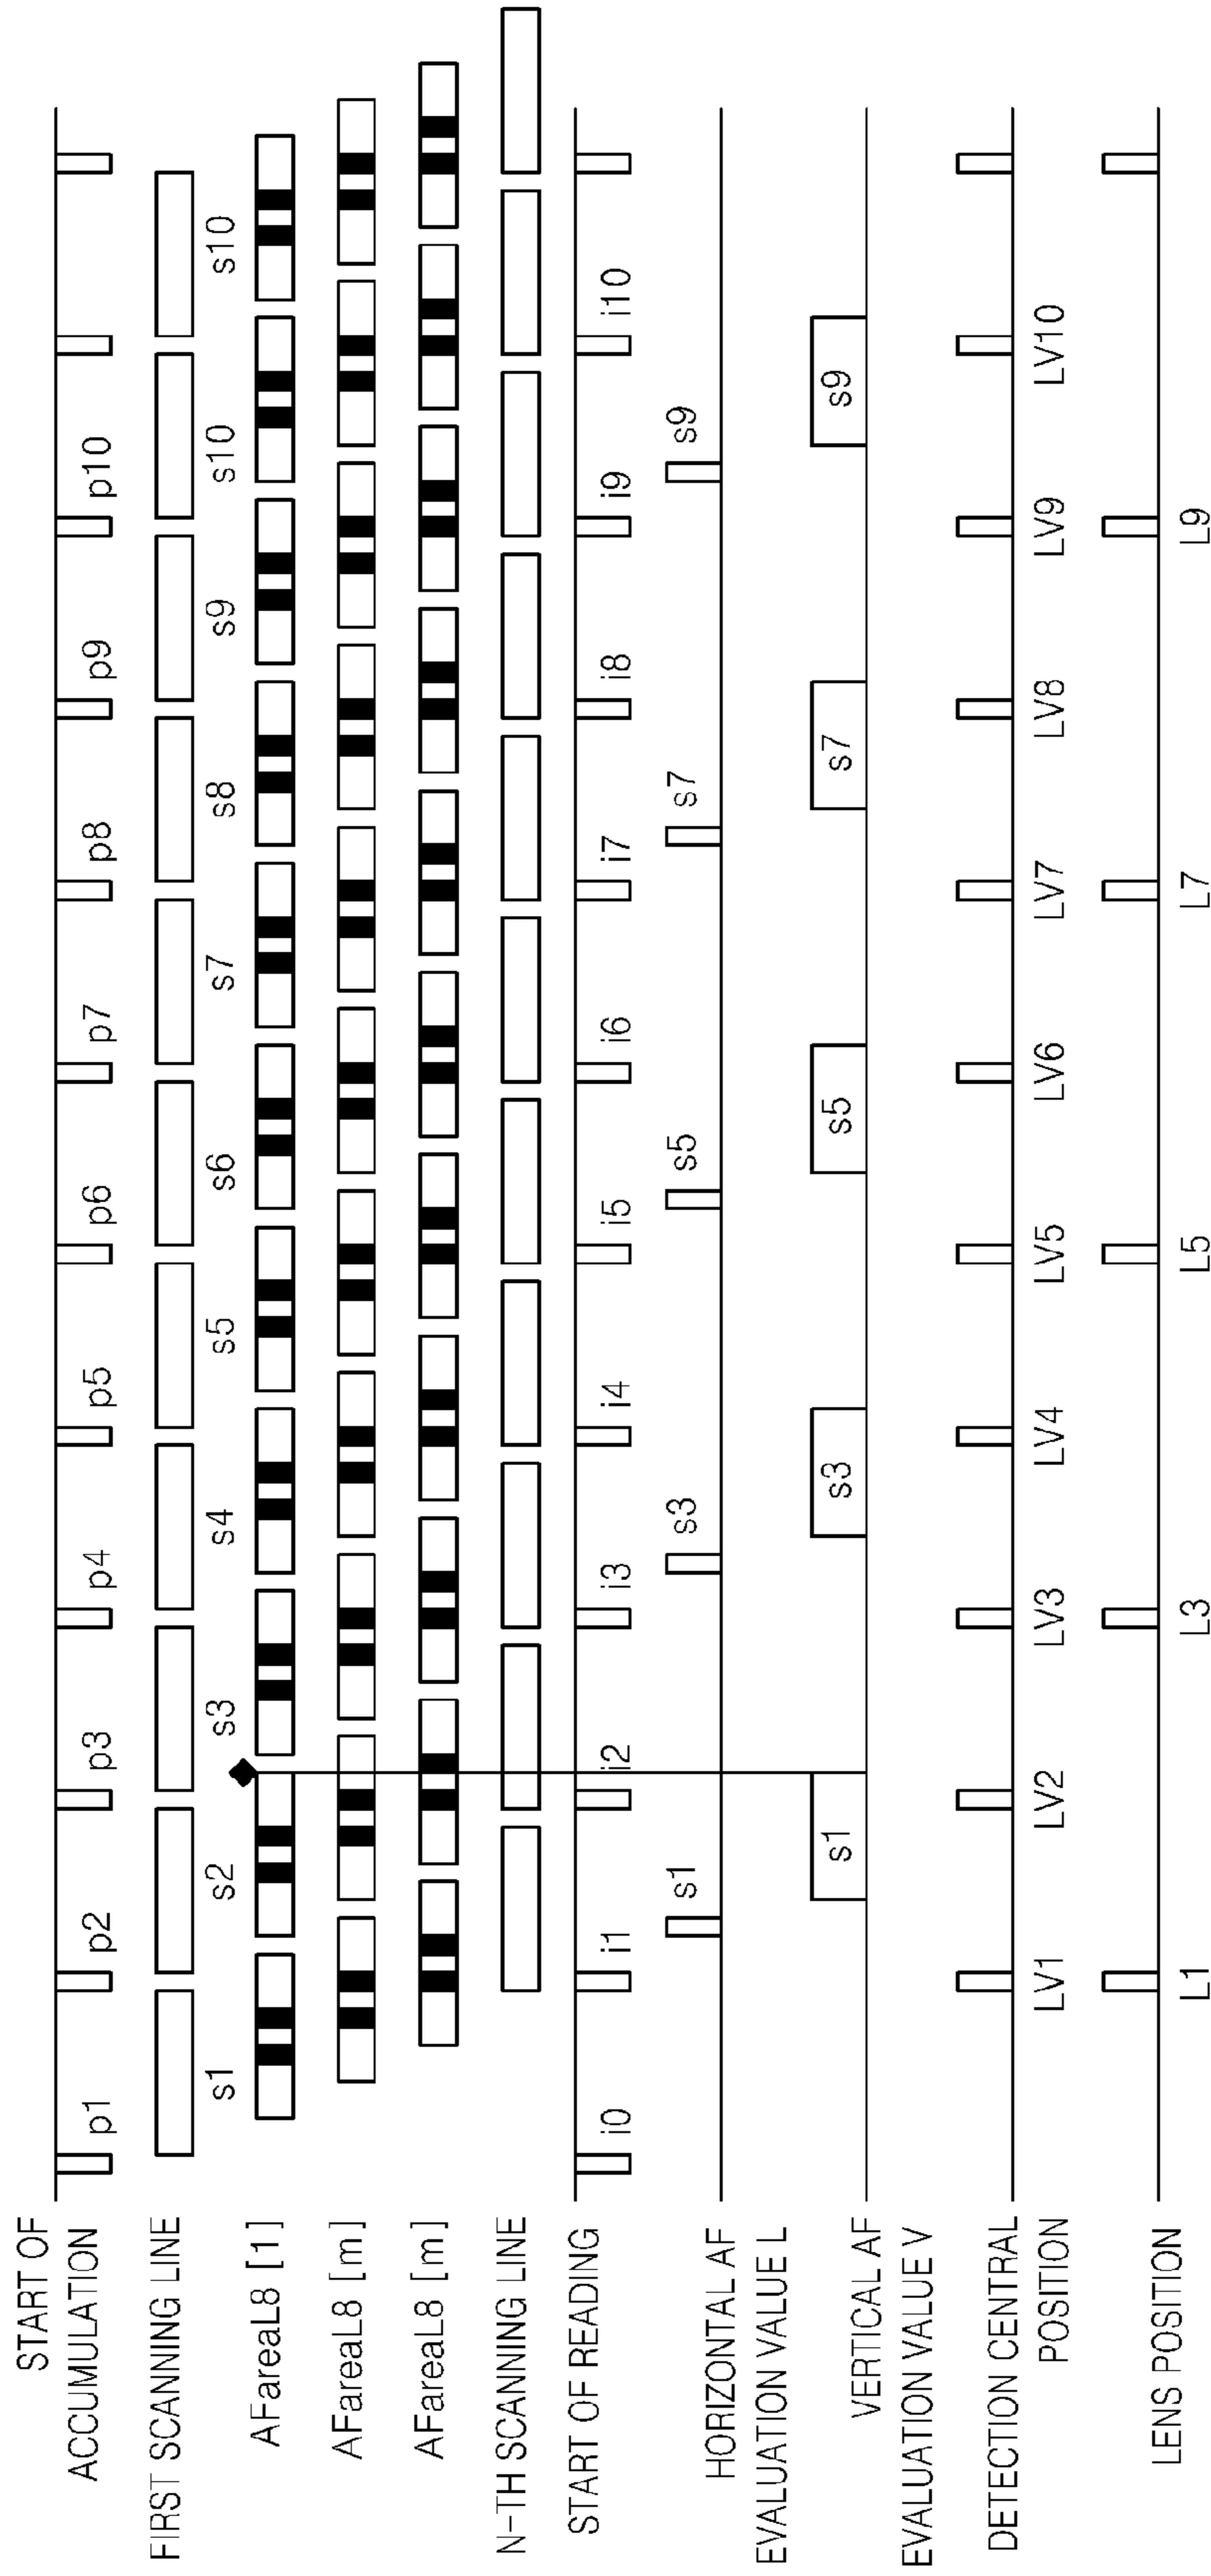 START OF
ACCUMULATION
p1 p2 p3 p4 p5 p6 p7 p8 p9 p10
FIRST SCANNING LINE
s1 s2 s3 s4 s5 s6 s7 s8 s9 s10 s10
AFareaL8 [1]
AFareaL8 [m]
AFareaL8 [m]
N-TH SCANNING LINE
START OF READING
i0 i1 i2 i3 i4 i5 i6 i7 i8 i9 i10
HORIZONTAL AF
EVALUATION VALUE L
s1 s3 s5 s7 s9
VERTICAL AF
EVALUATION VALUE V
s1 s3 s5 s7 s9
DETECTION CENTRAL
POSITION
LV1 LV2 LV3 LV4 LV5 LV6 LV7 LV8 LV9 LV10
LENS POSITION
L1 L3 L5 L7 L9